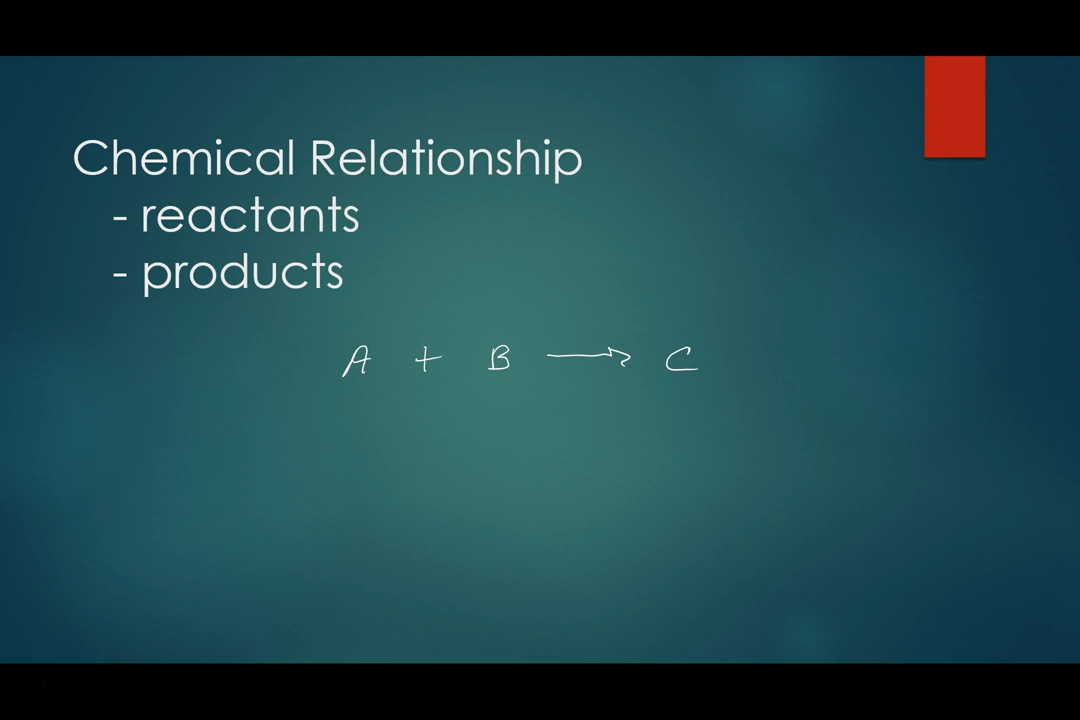 Chemical Relationship
- reactants
- products
A + B → C